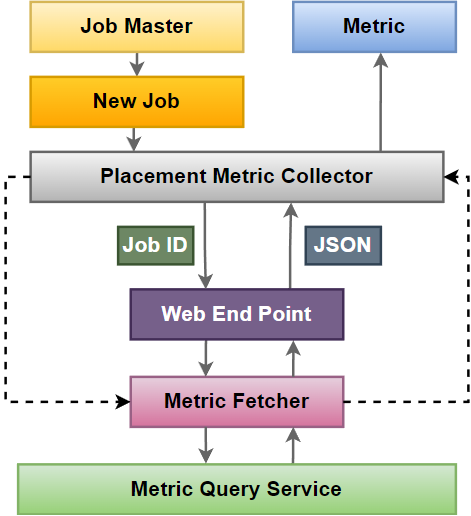 Job Master
Metric
New Job
Placement Metric Collector
Job ID
JSON
Web End Point
Metric Fetcher
Metric Query Service